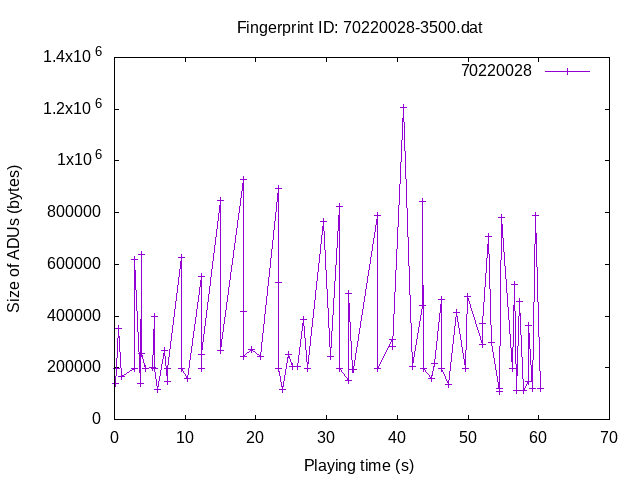 Fingerprint ID: 70220028-3500.dat
70220028
1.4x10^6
1.2x10^6
1x10^6
800000
600000
400000
200000
0
Size of ADUs (bytes)
0 10 20 30 40 50 60 70
Playing time (s)